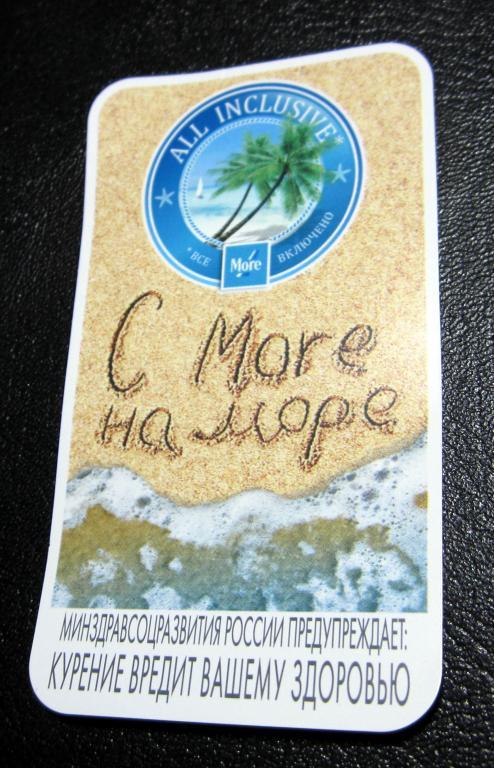 ALL INCLUSIVE*
* ВСЕ ВКЛЮЧЕНО
More
С More
на море
МИНЗДРАВСОЦРАЗВИТИЯ РОССИИ ПРЕДУПРЕЖДАЕТ:
КУРЕНИЕ ВРЕДИТ ВАШЕМУ ЗДОРОВЬЮ